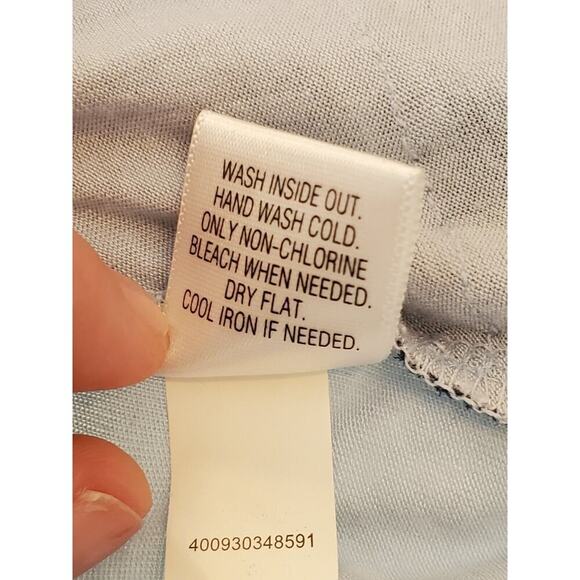 WASH INSIDE OUT.
HAND WASH COLD.
ONLY NON-CHLORINE
BLEACH WHEN NEEDED.
DRY FLAT.
COOL IRON IF NEEDED.
400930348591